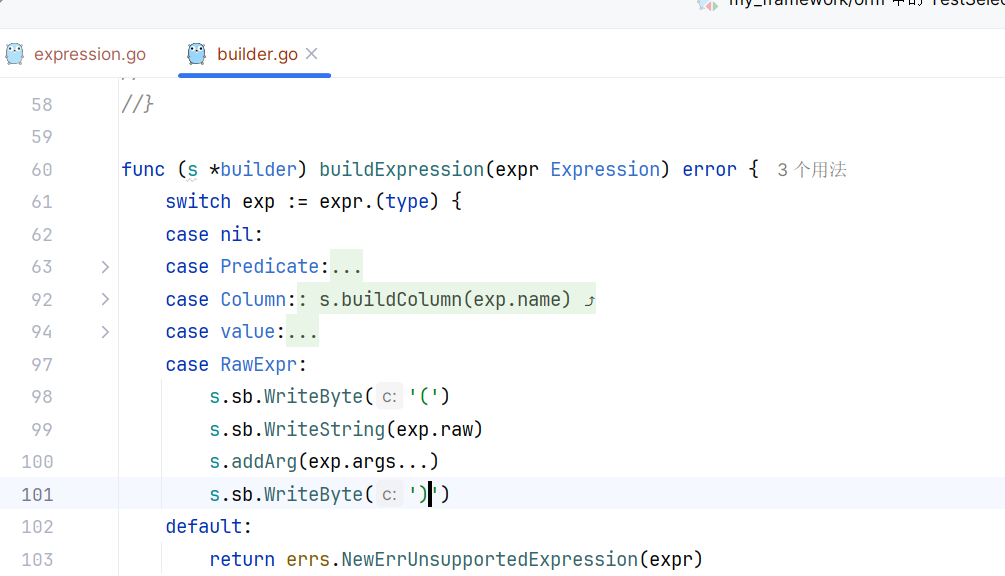 my_framework/orm 中的 TestSelec
expression.go
builder.go
58 //}
59
60 func (s *builder) buildExpression(expr Expression) error { 3 个用法
61 switch exp := expr.(type) {
62 case nil:
63 case Predicate:...
92 case Column:: s.buildColumn(exp.name)
94 case value:...
97 case RawExpr:
98 s.sb.WriteByte( c: '(')
99 s.sb.WriteString(exp.raw)
100 s.addArg(exp.args...)
101 s.sb.WriteByte( c: ')')
102 default:
103 return errs.NewErrUnsupportedExpression(expr)